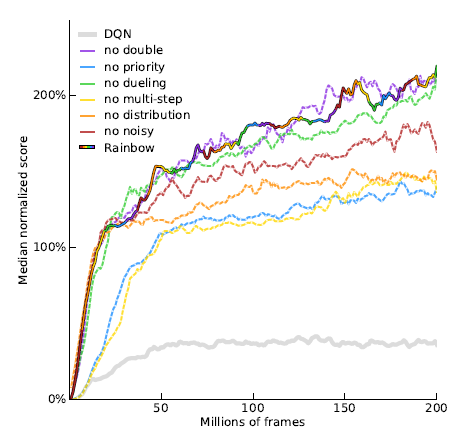 DQN
no double
no priority
no dueling
no multi-step
no distribution
no noisy
Rainbow
200%
100%
0%
Median normalized score
50
100
150
200
Millions of frames